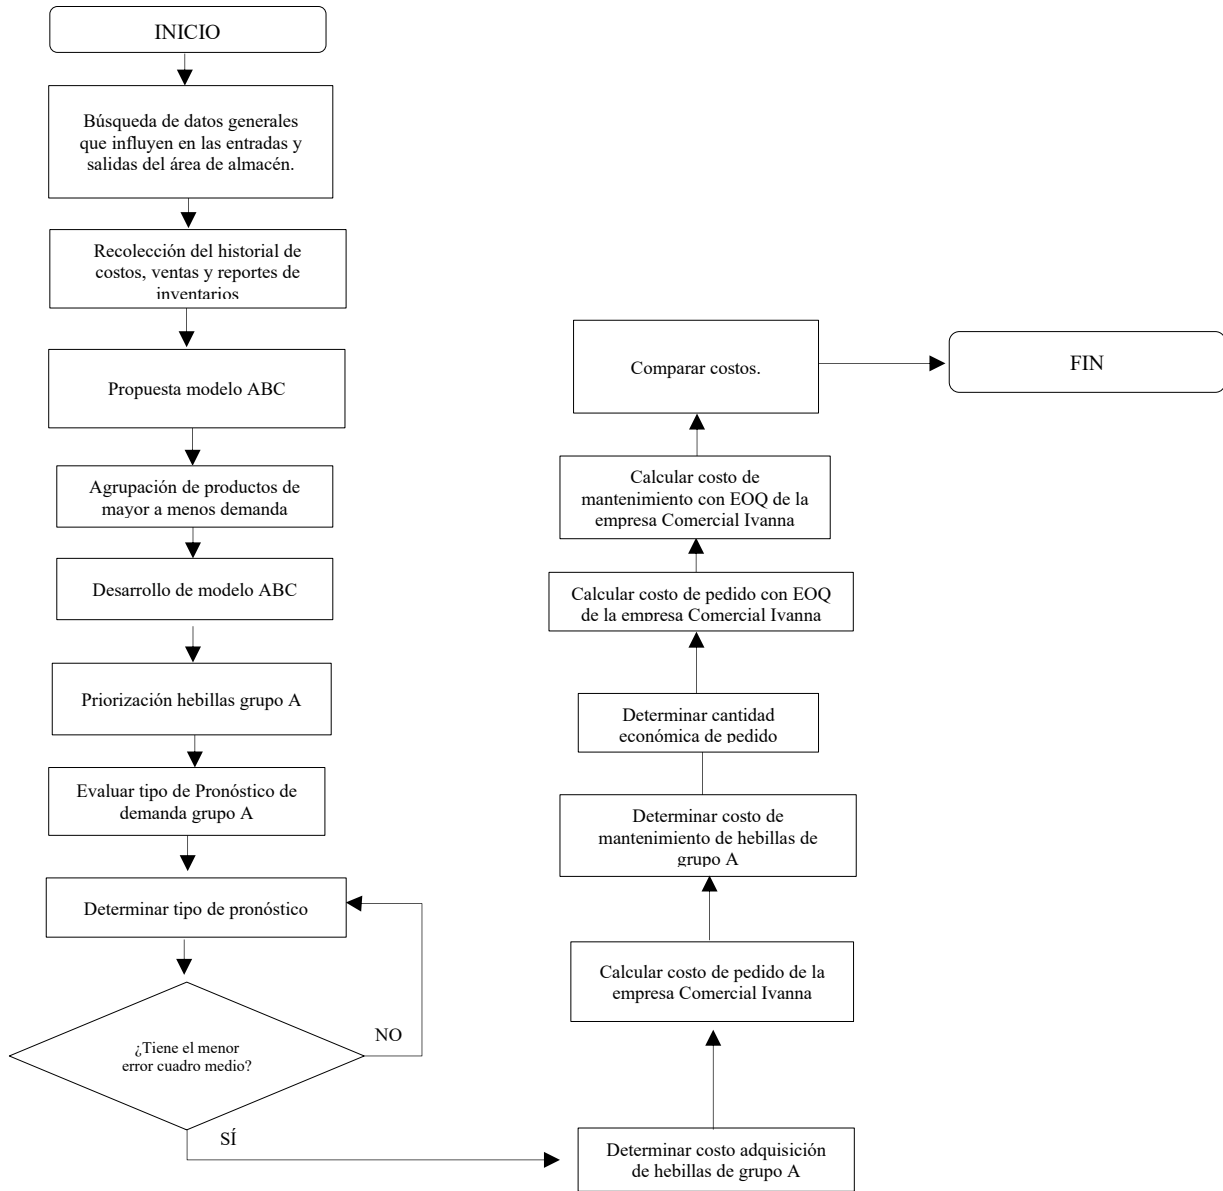 INICIO
Búsqueda de datos generales
que influyen en las entradas y
salidas del área de almacén.
Recolección del historial de
costos, ventas y reportes de
inventarios
Propuesta modelo ABC
Agrupación de productos de
mayor a menos demanda
Desarrollo de modelo ABC
Priorización hebillas grupo A
Evaluar tipo de Pronóstico de
demanda grupo A
Determinar tipo de pronóstico
¿Tiene el menor
error cuadro medio?
NO
SÍ
Determinar costo adquisición
de hebillas de grupo A
Calcular costo de pedido de la
empresa Comercial Ivanna
Determinar costo de
mantenimiento de hebillas de
grupo A
Determinar cantidad
económica de pedido
Calcular costo de pedido con EOQ
de la empresa Comercial Ivanna
Calcular costo de
mantenimiento con EOQ de la
empresa Comercial Ivanna
Comparar costos.
FIN